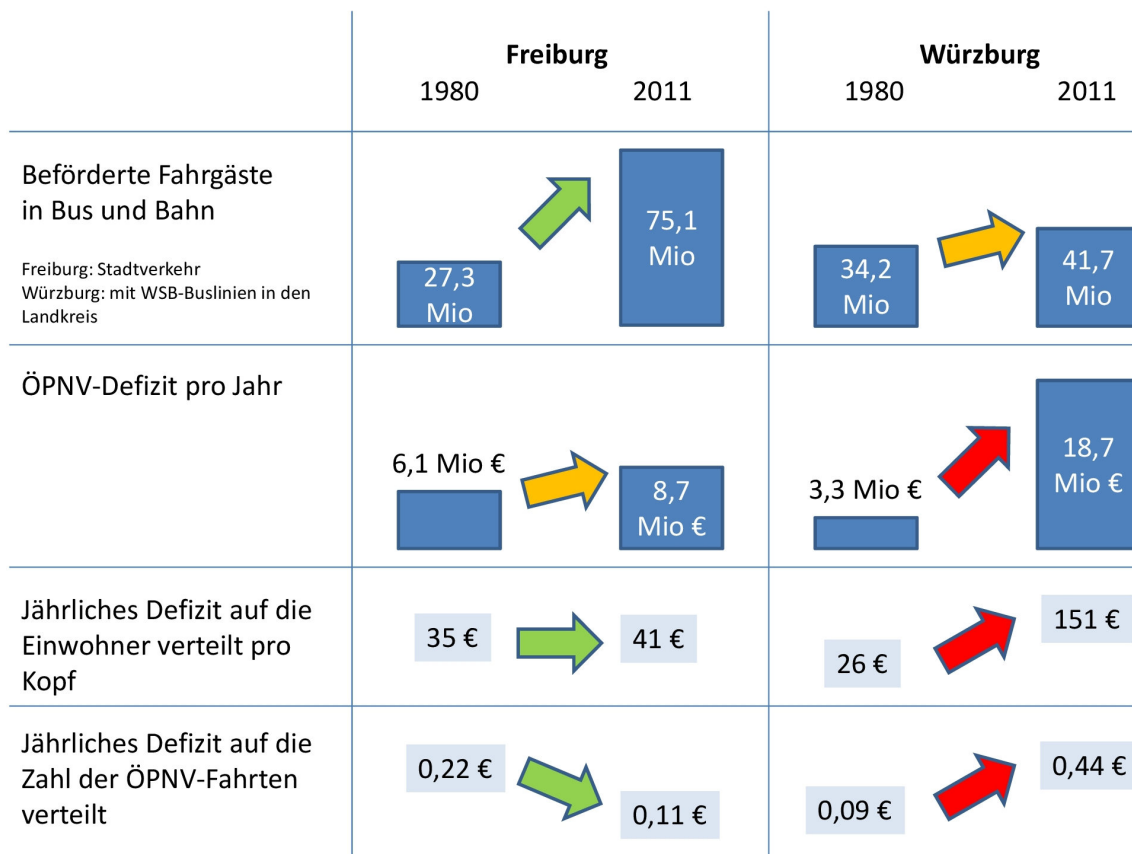 Freiburg
Würzburg
1980
2011
1980
2011
Beförderte Fahrgäste
in Bus und Bahn
Freiburg: Stadtverkehr
Würzburg: mit WSB-Buslinien in den
Landkreis
27,3
Mio
75,1
Mio
34,2
Mio
41,7
Mio
ÖPNV-Defizit pro Jahr
6,1 Mio €
8,7
Mio €
3,3 Mio €
18,7
Mio €
Jährliches Defizit auf die
Einwohner verteilt pro
Kopf
35 €
41 €
26 €
151 €
Jährliches Defizit auf die
Zahl der ÖPNV-Fahrten
verteilt
0,22 €
0,11 €
0,09 €
0,44 €